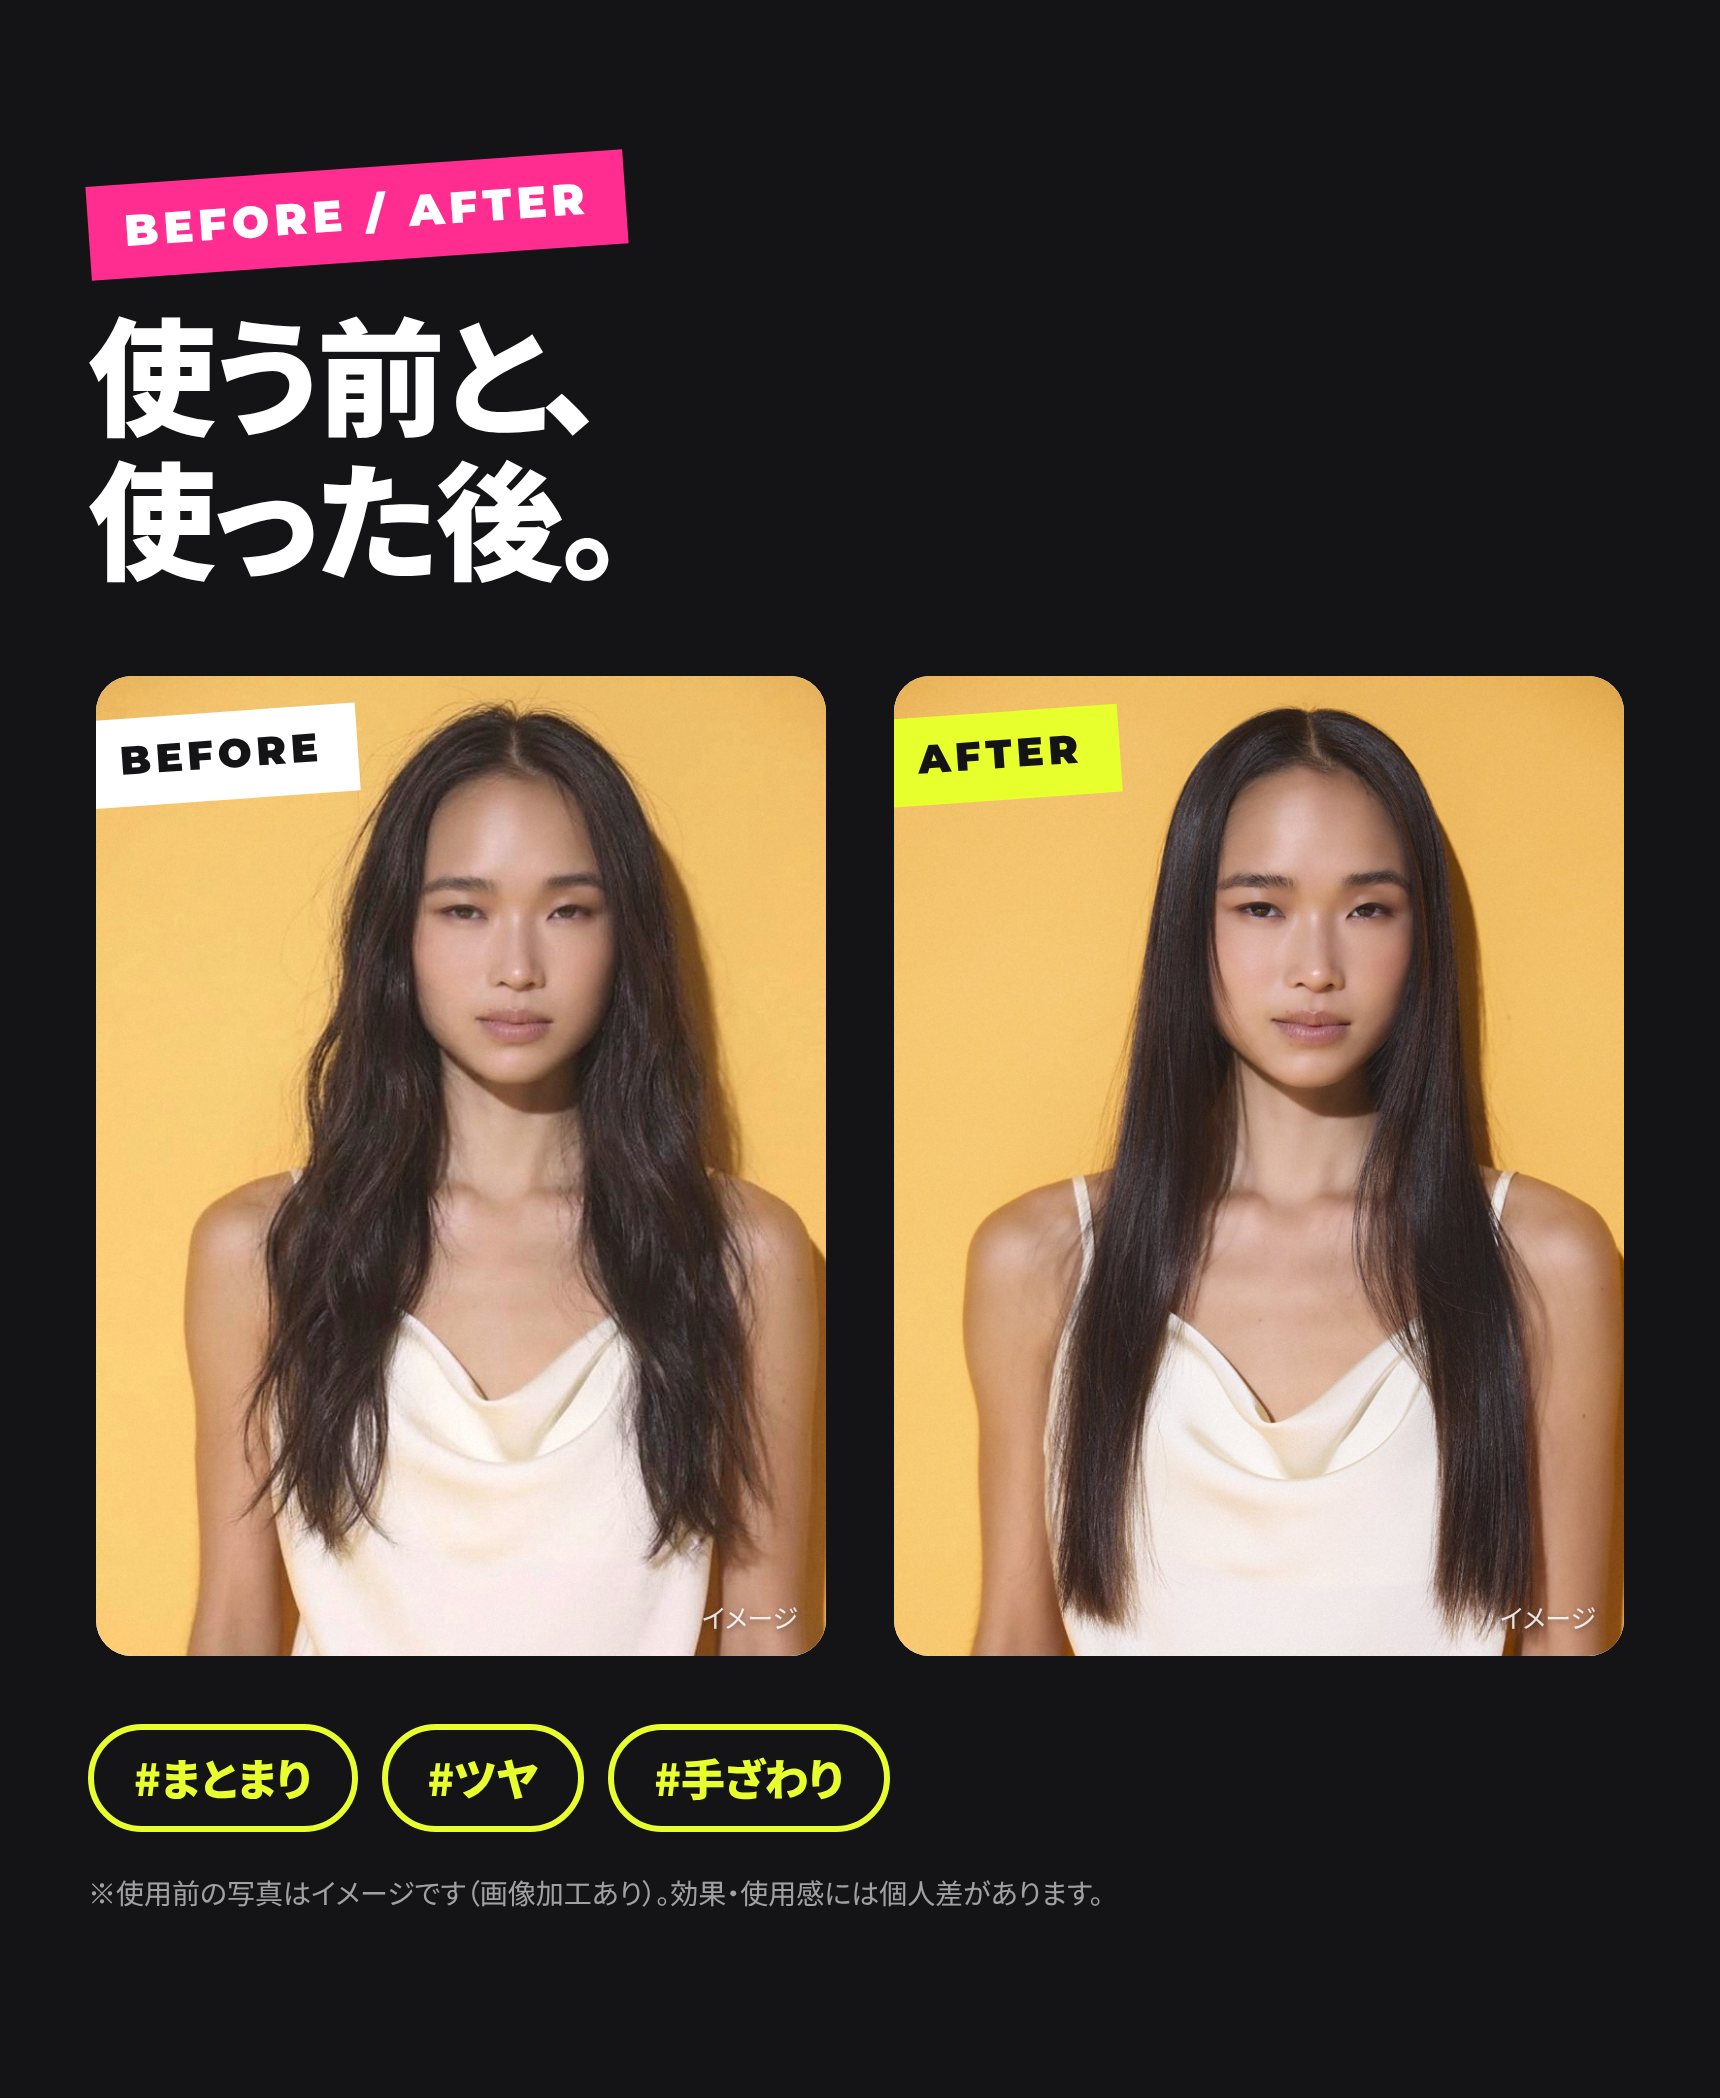 BEFORE / AFTER
使う前と、
使った後。
BEFORE
AFTER
イメージ
イメージ
#まとまり
#ツヤ
#手ざわり
※使用前の写真はイメージです(画像加工あり)。効果・使用感には個人差があります。